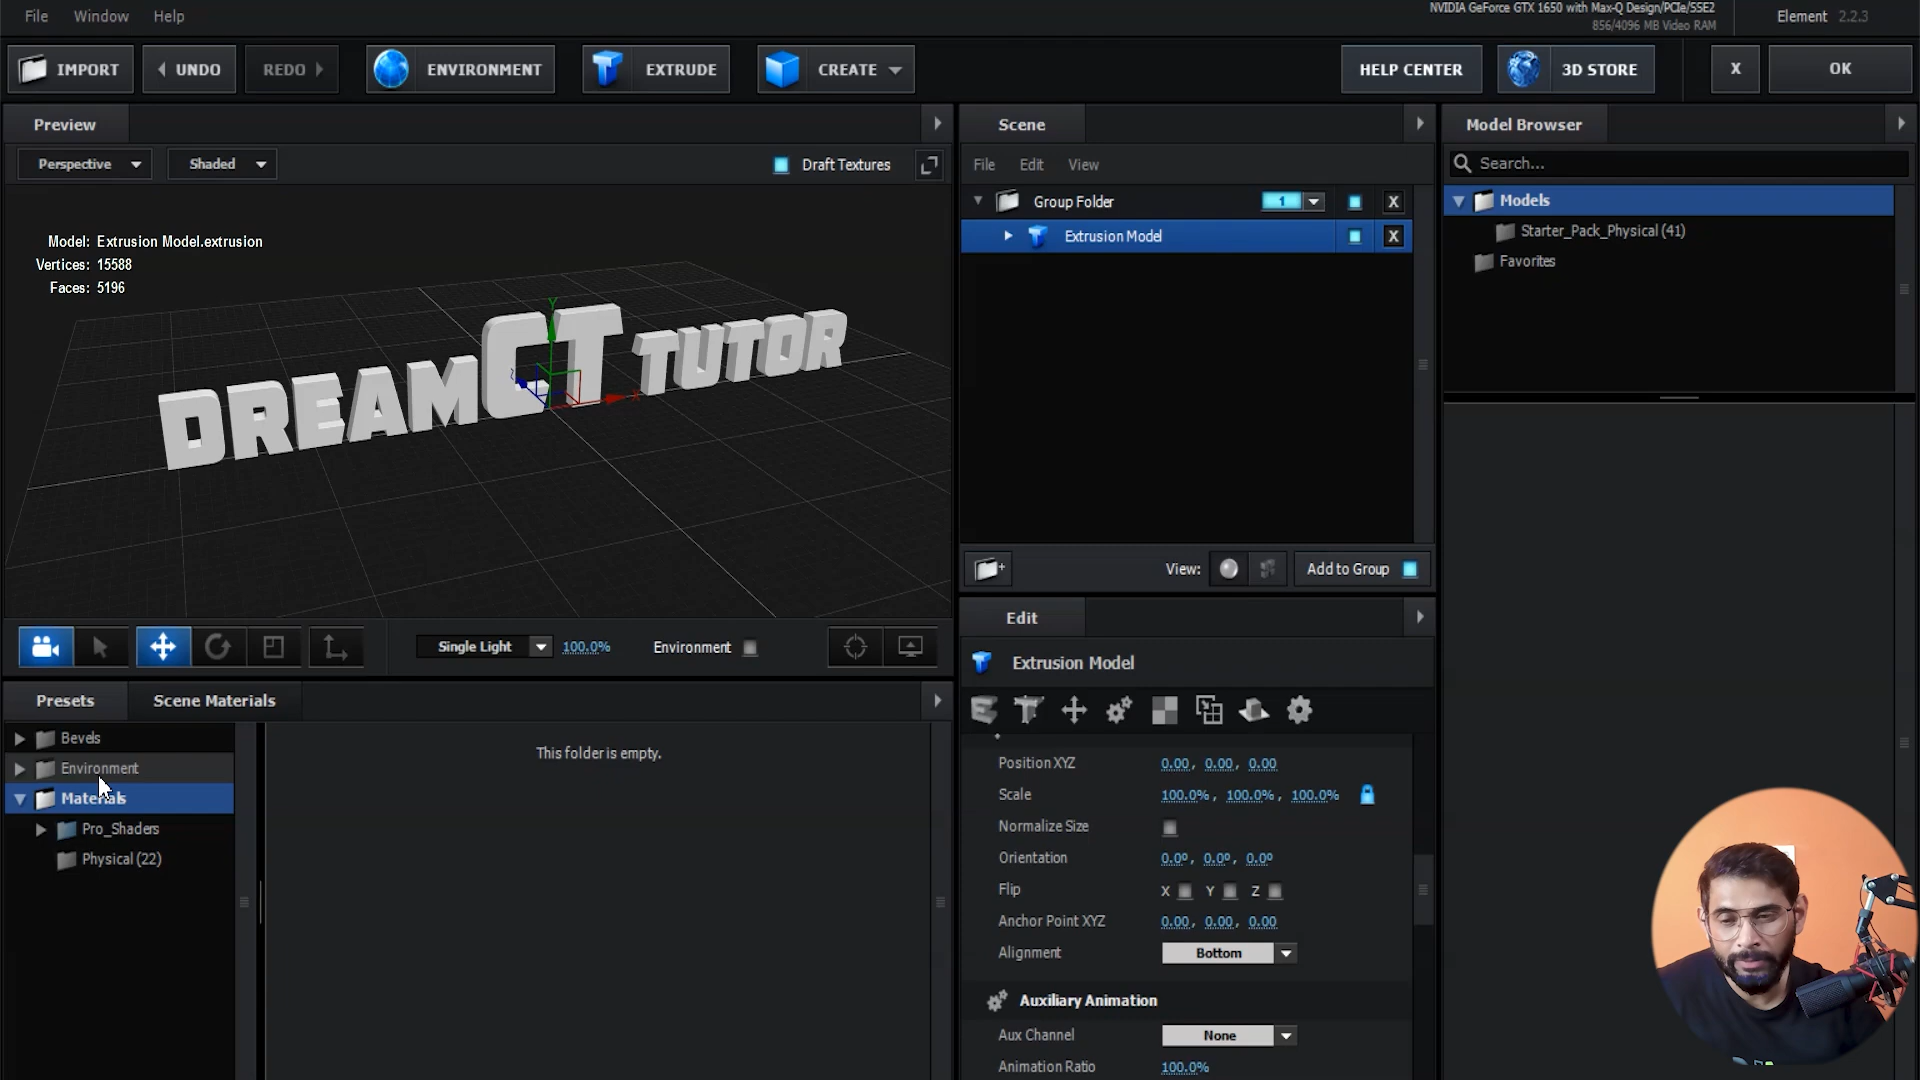 File Window Help
NVIDIA GeForce GTX 1650 with Max-Q Design/PCIe/SSE2
856/4096 MB Video RAM
Element 2.2.3
IMPORT UNDO REDO ENVIRONMENT EXTRUDE CREATE HELP CENTER 3D STORE X OK
Preview
Perspective Shaded Draft Textures
Model: Extrusion Model.extrusion
Vertices: 15588
Faces: 5196
DREAM CT TUTOR
Y
X
Z
Single Light 100.0% Environment
Presets Scene Materials
Bevels
Environment
Materials
Pro_Shaders
Physical (22)
This folder is empty.
Scene
File Edit View
Group Folder 1 X
Extrusion Model X
View: Add to Group
Edit
Extrusion Model
Position XYZ 0.00, 0.00, 0.00
Scale 100.0%, 100.0%, 100.0%
Normalize Size
Orientation 0.0º, 0.0º, 0.0º
Flip X Y Z
Anchor Point XYZ 0.00, 0.00, 0.00
Alignment Bottom
Auxiliary Animation
Aux Channel None
Animation Ratio 100.0%
Model Browser
Search...
Models
Starter_Pack_Physical (41)
Favorites